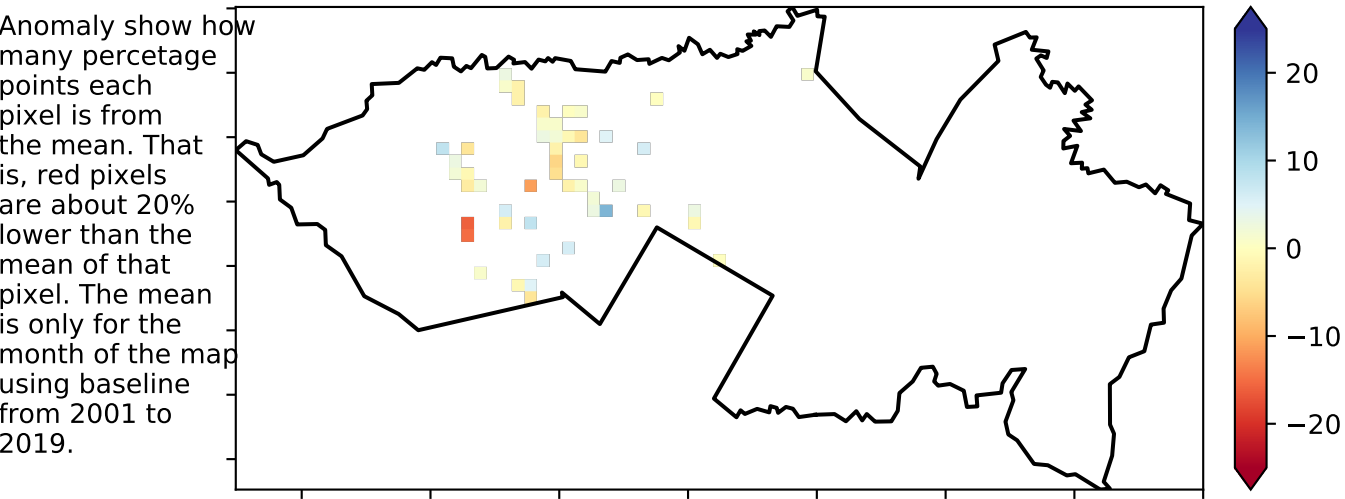 Anomaly show how
many percetage
points each
pixel is from
the mean. That
is, red pixels
are about 20%
lower than the
mean of that
pixel. The mean
is only for the
month of the map
using baseline
from 2001 to
2019.
20
10
0
−10
−20